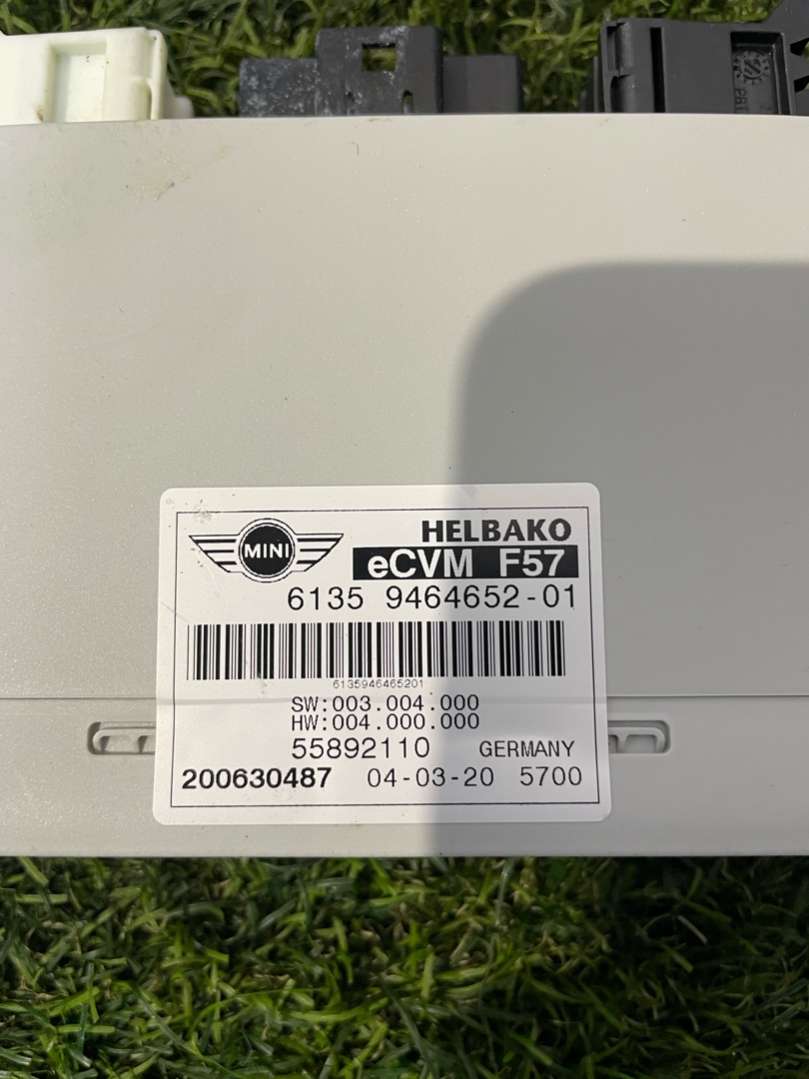 MINI
HELBAKO
eCVM F57
6135 9464652-01
6135946465201
SW:003.004.000
HW:004.000.000
55892110 GERMANY
200630487 04-03-20 5700